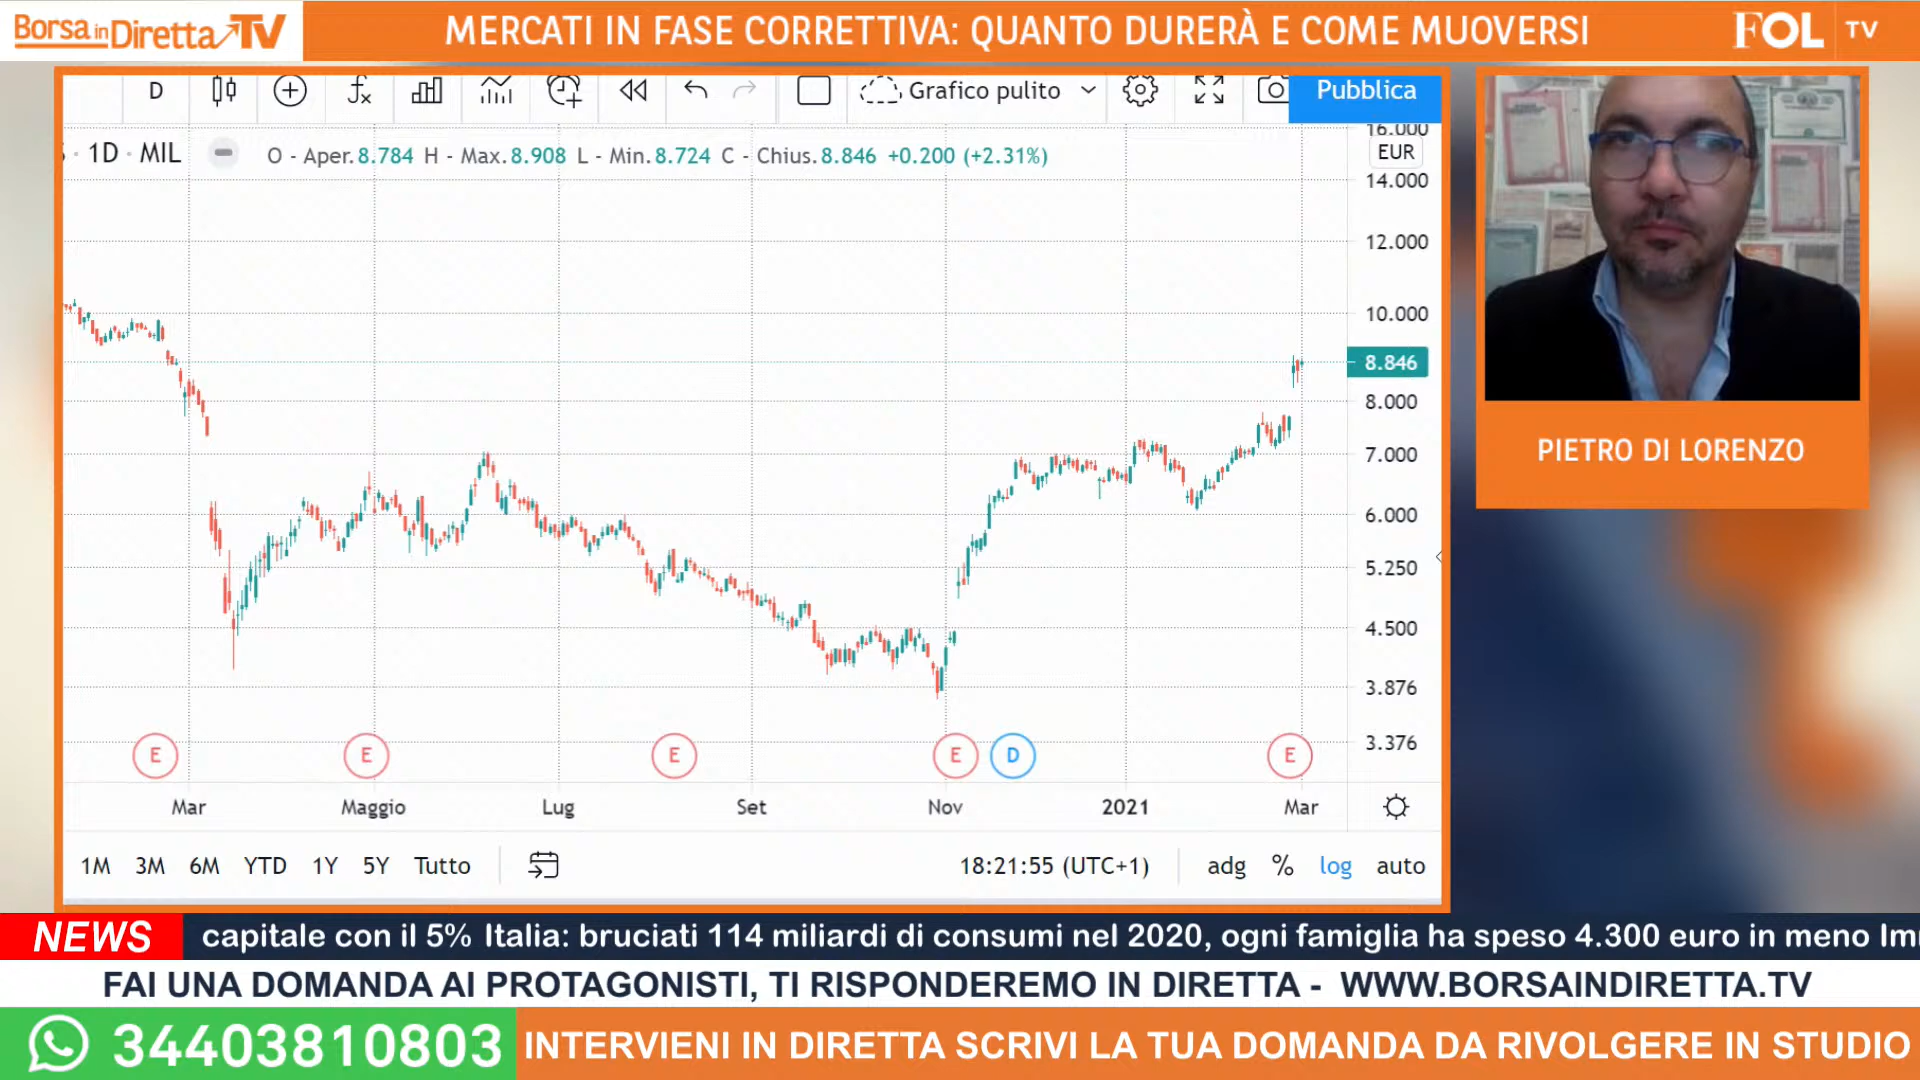 Borsa in Diretta TV
MERCATI IN FASE CORRETTIVA: QUANTO DURERÀ E COME MUOVERSI
FOL TV
D
fx
Grafico pulito
Pubblica
· 1D · MIL
O - Aper.8.784 H - Max.8.908 L - Min.8.724 C - Chius.8.846 +0.200 (+2.31%)
16.000
EUR
14.000
12.000
10.000
8.846
8.000
7.000
6.000
5.250
4.500
3.876
3.376
E E E E D E
Mar Maggio Lug Set Nov 2021 Mar
1M 3M 6M YTD 1Y 5Y Tutto
18:21:55 (UTC+1) adg % log auto
PIETRO DI LORENZO
NEWS
capitale con il 5% Italia: bruciati 114 miliardi di consumi nel 2020, ogni famiglia ha speso 4.300 euro in meno Im
FAI UNA DOMANDA AI PROTAGONISTI, TI RISPONDEREMO IN DIRETTA - WWW.BORSAINDIRETTA.TV
34403810803
INTERVIENI IN DIRETTA SCRIVI LA TUA DOMANDA DA RIVOLGERE IN STUDIO